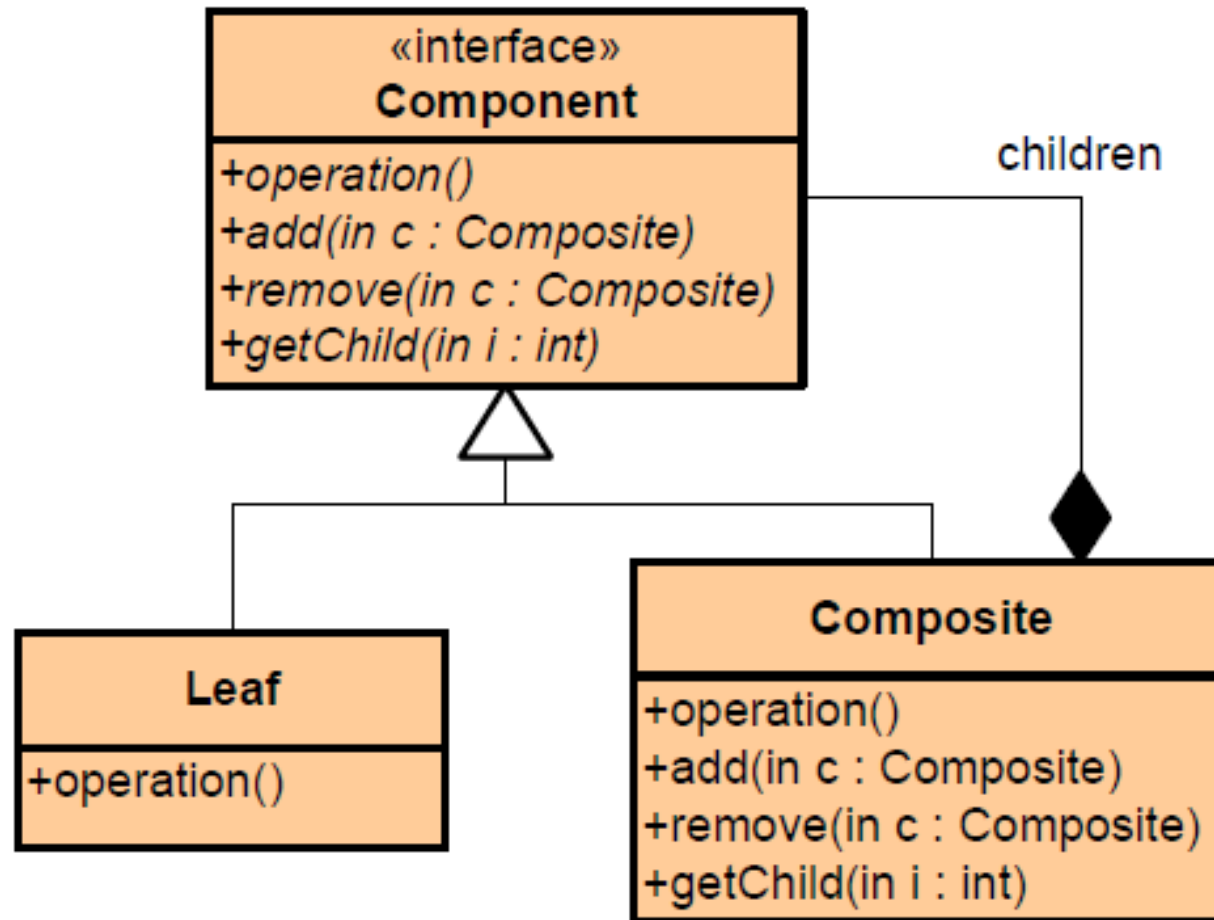 «interface»
Component
+operation()
+add(in c : Composite)
+remove(in c : Composite)
+getChild(in i : int)
children
Leaf
+operation()
Composite
+operation()
+add(in c : Composite)
+remove(in c : Composite)
+getChild(in i : int)